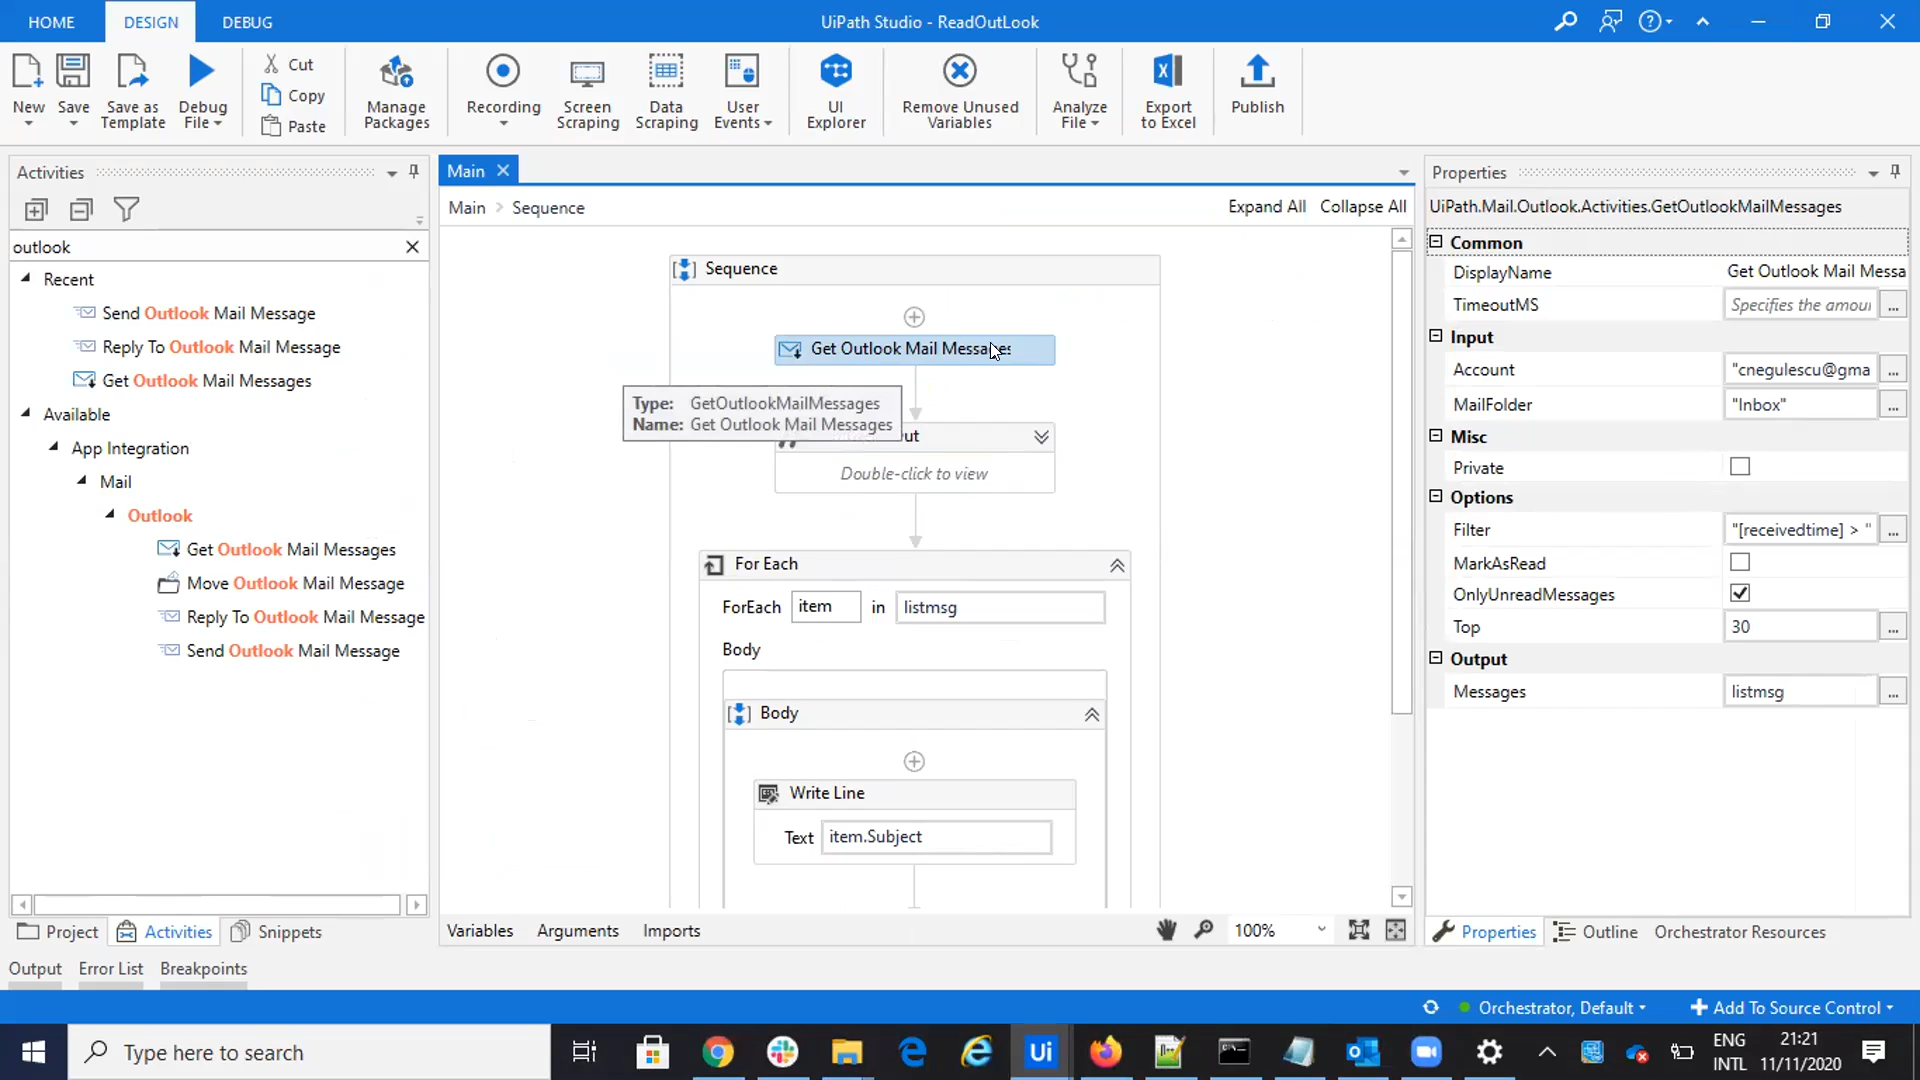 HOME DESIGN DEBUG UiPath Studio - ReadOutLook
New Save Save as Template Debug File Cut Copy Paste Manage Packages Recording Screen Scraping Data Scraping User Events UI Explorer Remove Unused Variables Analyze File Export to Excel Publish
Activities
outlook
Recent
Send Outlook Mail Message
Reply To Outlook Mail Message
Get Outlook Mail Messages
Available
App Integration
Mail
Outlook
Get Outlook Mail Messages
Move Outlook Mail Message
Reply To Outlook Mail Message
Send Outlook Mail Message
Project Activities Snippets
Main
Main > Sequence Expand All Collapse All
Sequence
Get Outlook Mail Messages
Type: GetOutlookMailMessages
Name: Get Outlook Mail Messages
Double-click to view
For Each
ForEach item in listmsg
Body
Body
Write Line
Text item.Subject
Variables Arguments Imports 100%
Properties
UiPath.Mail.Outlook.Activities.GetOutlookMailMessages
Common
DisplayName Get Outlook Mail Messa
TimeoutMS Specifies the amou ...
Input
Account "cnegulescu@gma ...
MailFolder "Inbox" ...
Misc
Private
Options
Filter "[receivedtime] > " ...
MarkAsRead
OnlyUnreadMessages
Top 30 ...
Output
Messages listmsg ...
Properties Outline Orchestrator Resources
Output Error List Breakpoints
Orchestrator, Default Add To Source Control
Type here to search Ui ENG INTL 21:21 11/11/2020